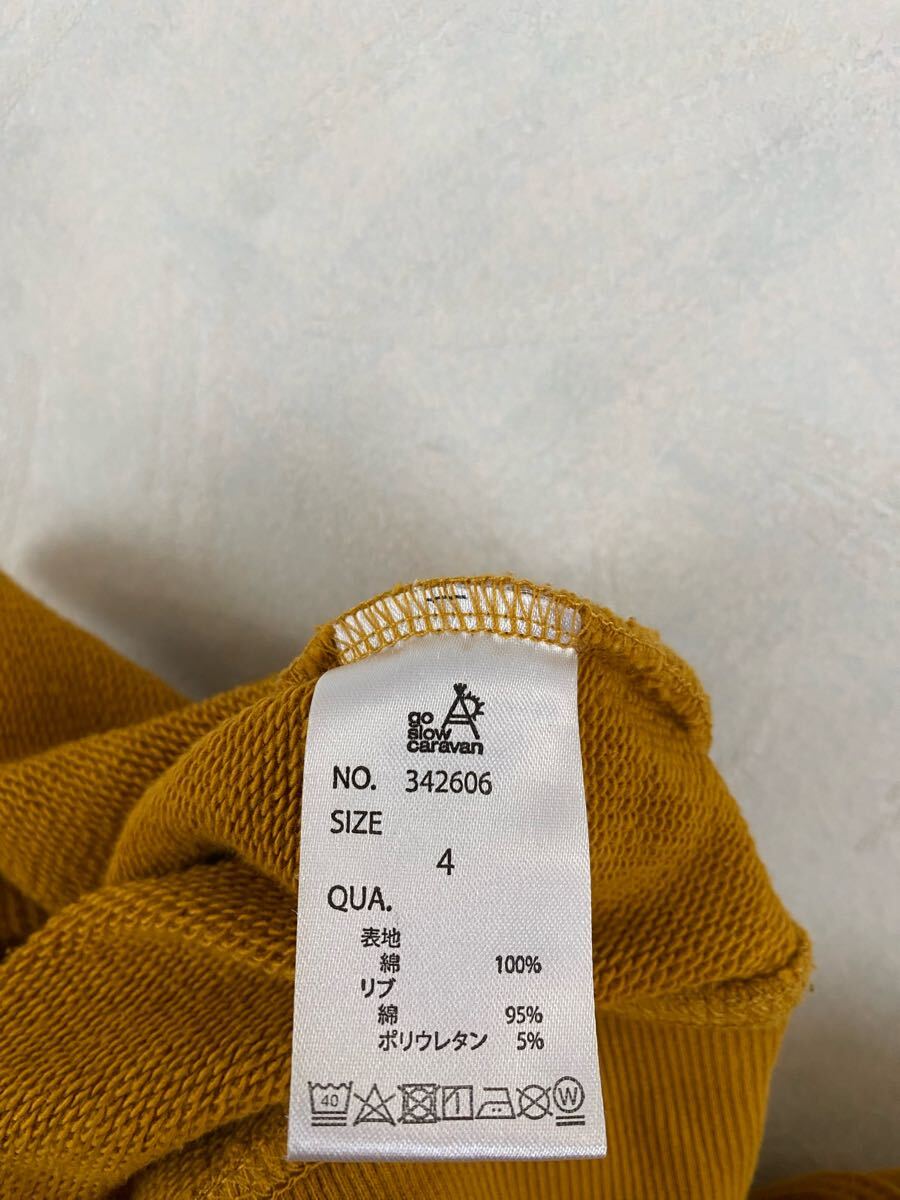 go
slow
caravan
NO. 342606
SIZE
4
QUA.
表地
綿 100%
リブ
綿 95%
ポリウレタン 5%
40 W